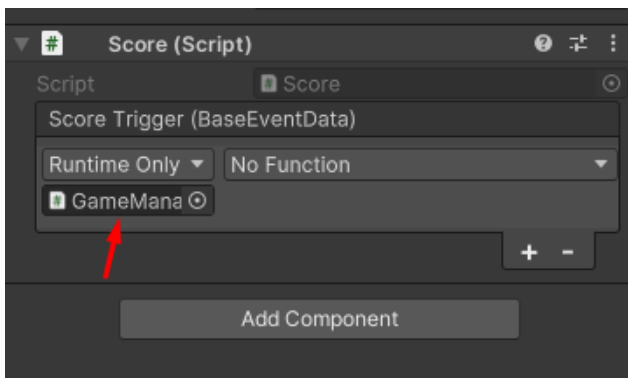 # Score (Script)
Script # Score
Score Trigger (BaseEventData)
Runtime Only No Function
# GameMana
+ -
Add Component